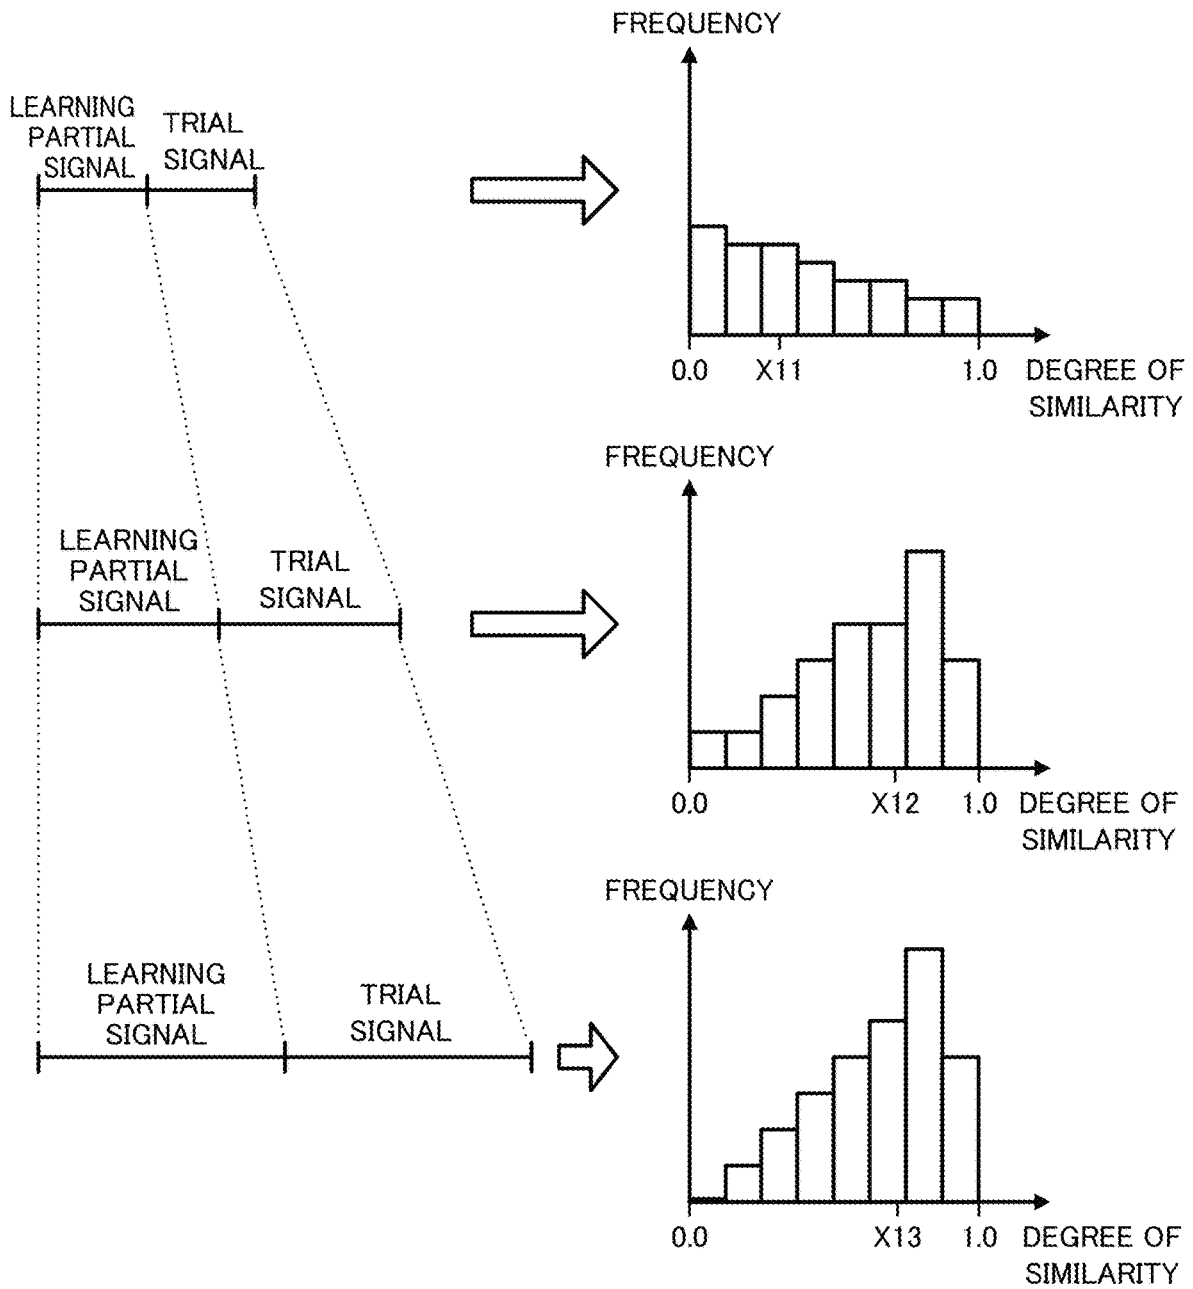 FREQUENCY
LEARNING
PARTIAL
SIGNAL
TRIAL
SIGNAL
0.0
X11
1.0
DEGREE OF
SIMILARITY
FREQUENCY
LEARNING
PARTIAL
SIGNAL
TRIAL
SIGNAL
0.0
X12
1.0
DEGREE OF
SIMILARITY
FREQUENCY
LEARNING
PARTIAL
SIGNAL
TRIAL
SIGNAL
0.0
X13
1.0
DEGREE OF
SIMILARITY